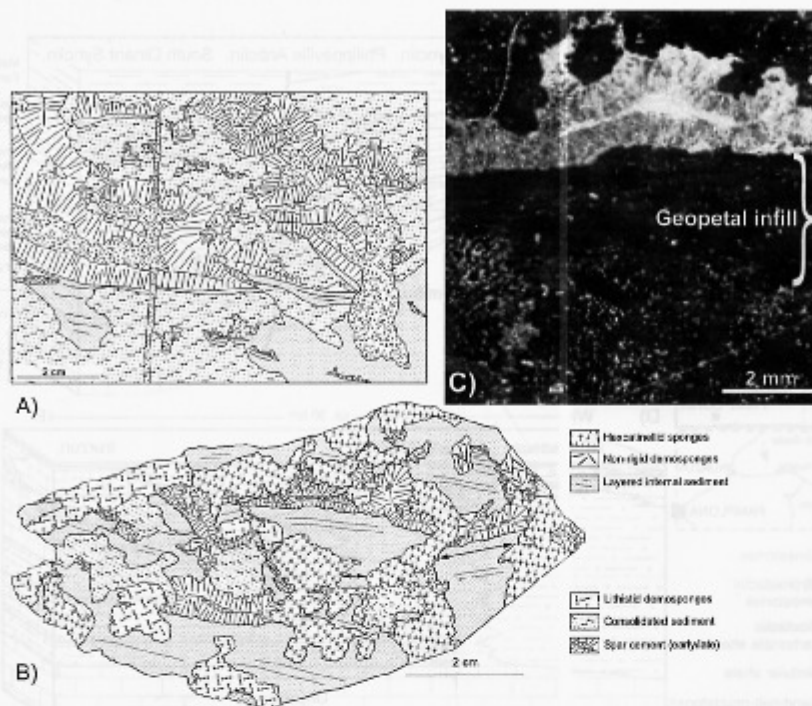 2 cm
A)
Geopetal infill
2 mm
C)
Hexactinellid sponges
Non-rigid demosponges
Layered internal sediment
Lithistid demosponges
Consolidated sediment
Spar cement (early/late)
B)
2 cm